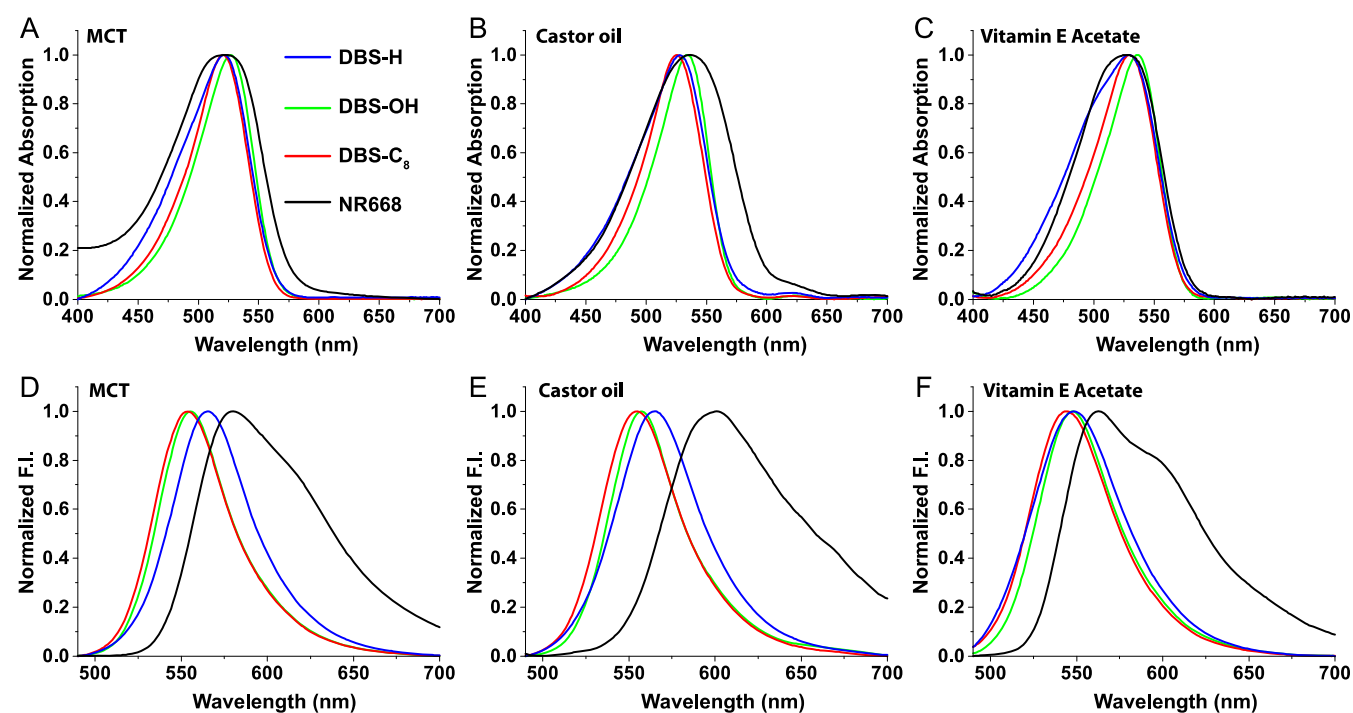 A MCT
DBS-H
DBS-OH
DBS-C₈
NR668
Normalized Absorption
1.0
0.8
0.6
0.4
0.2
0.0
400 450 500 550 600 650 700
Wavelength (nm)
B Castor oil
Normalized Absorption
1.0
0.8
0.6
0.4
0.2
0.0
400 450 500 550 600 650 700
Wavelength (nm)
C Vitamin E Acetate
Normalized Absorption
1.0
0.8
0.6
0.4
0.2
0.0
400 450 500 550 600 650 700
Wavelength (nm)
D MCT
Normalized F.I.
1.0
0.8
0.6
0.4
0.2
0.0
500 550 600 650 700
Wavelength (nm)
E Castor oil
Normalized F.I.
1.0
0.8
0.6
0.4
0.2
0.0
500 550 600 650 700
Wavelength (nm)
F Vitamin E Acetate
Normalized F.I.
1.0
0.8
0.6
0.4
0.2
0.0
500 550 600 650 700
Wavelength (nm)